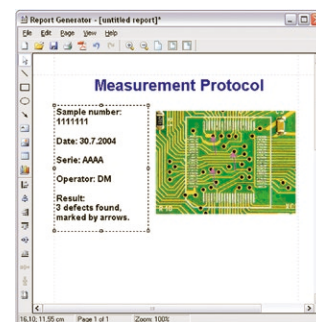 Report Generator - [untitled report]*
File Edit Page View Help
Measurement Protocol
Sample number:
1111111
Date: 30.7.2004
Serie: AAAA
Operator: DM
Result:
3 defects found,
marked by arrows.
16,10; 11,55 cm Page 1 of 1 Zoom: 100%